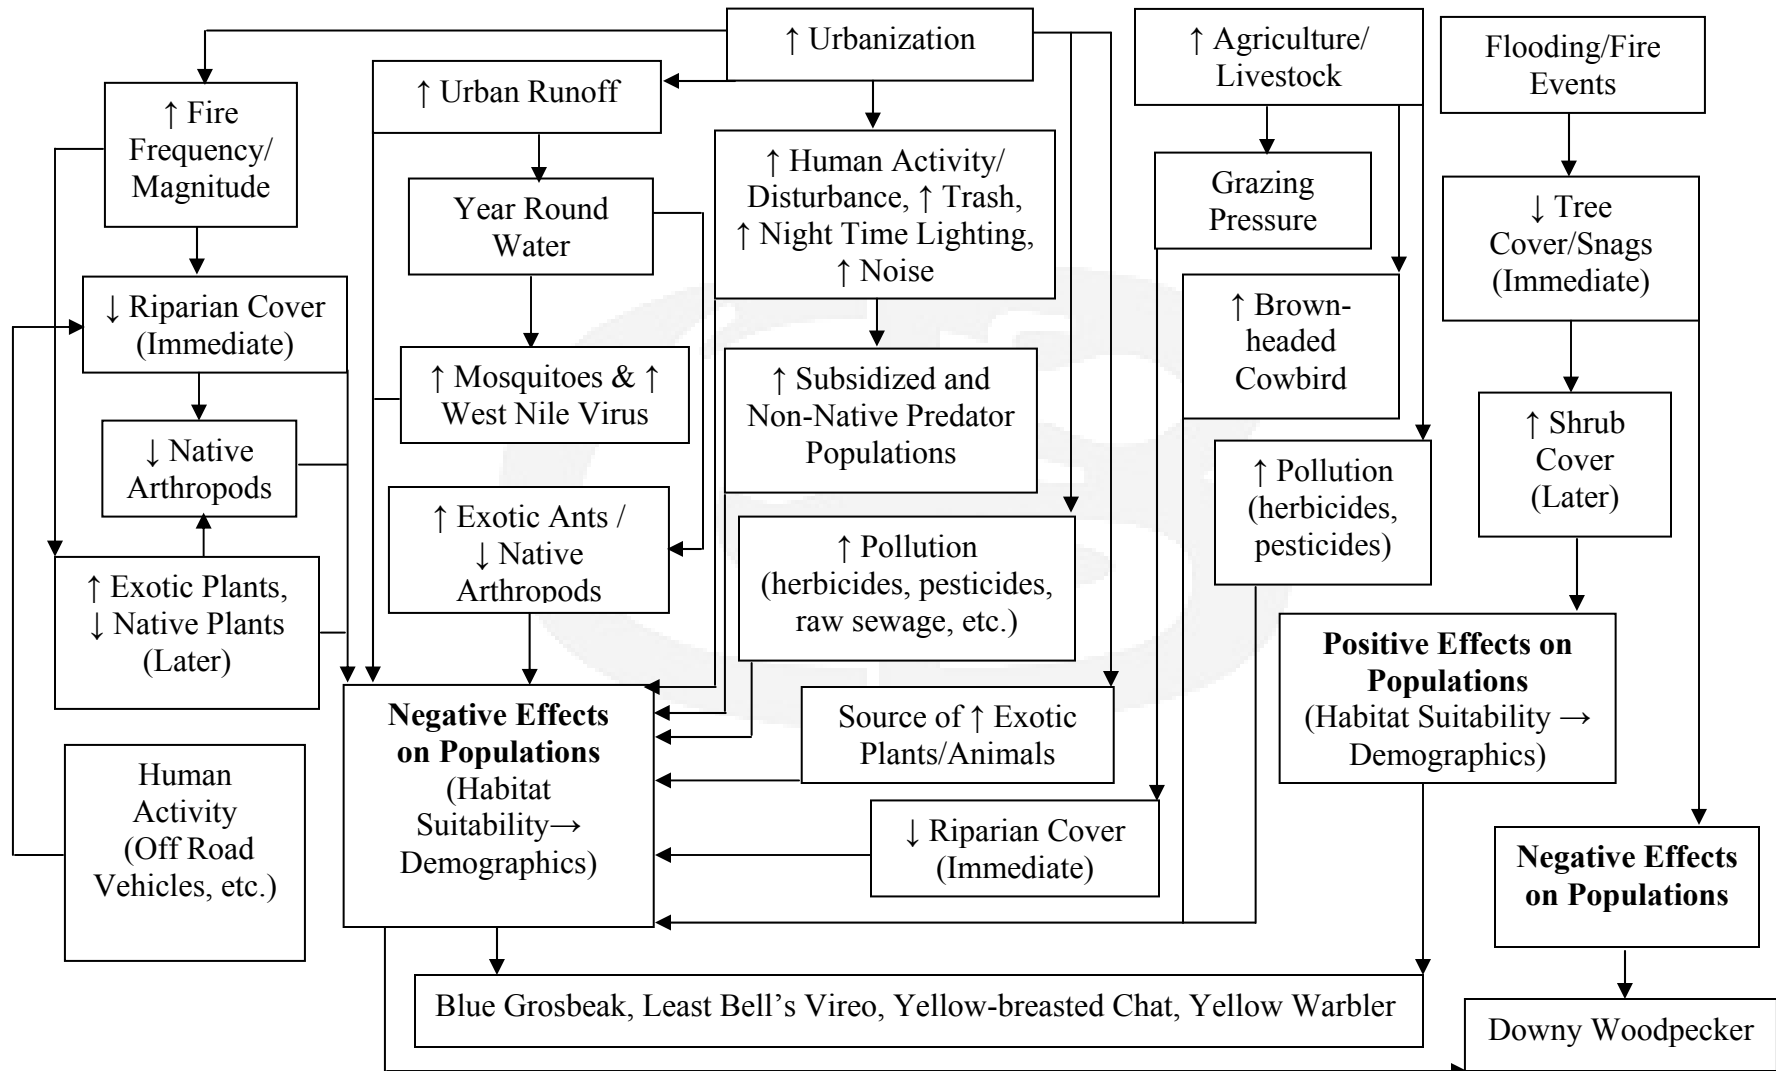 ↑ Urbanization
↑ Agriculture/
Livestock
Flooding/Fire
Events
↑ Urban Runoff
↑ Fire
Frequency/
Magnitude
↑ Human Activity/
Disturbance, ↑ Trash,
↑ Night Time Lighting,
↑ Noise
Grazing
Pressure
Year Round
Water
↓ Tree
Cover/Snags
(Immediate)
↓ Riparian Cover
(Immediate)
↑ Brown-
headed
Cowbird
↑ Mosquitoes & ↑
West Nile Virus
↑ Subsidized and
Non-Native Predator
Populations
↑ Shrub
Cover
(Later)
↓ Native
Arthropods
↑ Pollution
(herbicides,
pesticides)
↑ Exotic Ants /
↓ Native
Arthropods
↑ Pollution
(herbicides, pesticides,
raw sewage, etc.)
↑ Exotic Plants,
↓ Native Plants
(Later)
Positive Effects on
Populations
(Habitat Suitability →
Demographics)
Negative Effects
on Populations
(Habitat
Suitability→
Demographics)
Source of ↑ Exotic
Plants/Animals
Human
Activity
(Off Road
Vehicles, etc.)
↓ Riparian Cover
(Immediate)
Negative Effects
on Populations
Blue Grosbeak, Least Bell’s Vireo, Yellow-breasted Chat, Yellow Warbler
Downy Woodpecker